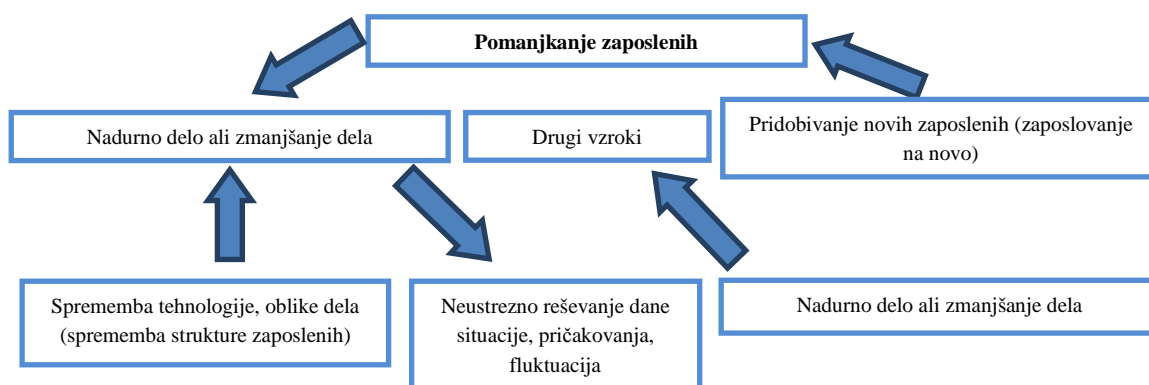 Pomanjkanje zaposlenih
Nadurno delo ali zmanjšanje dela
Drugi vzroki
Pridobivanje novih zaposlenih (zaposlovanje
na novo)
Sprememba tehnologije, oblike dela
(sprememba strukture zaposlenih)
Neustrezno reševanje dane
situacije, pričakovanja,
fluktuacija
Nadurno delo ali zmanjšanje dela